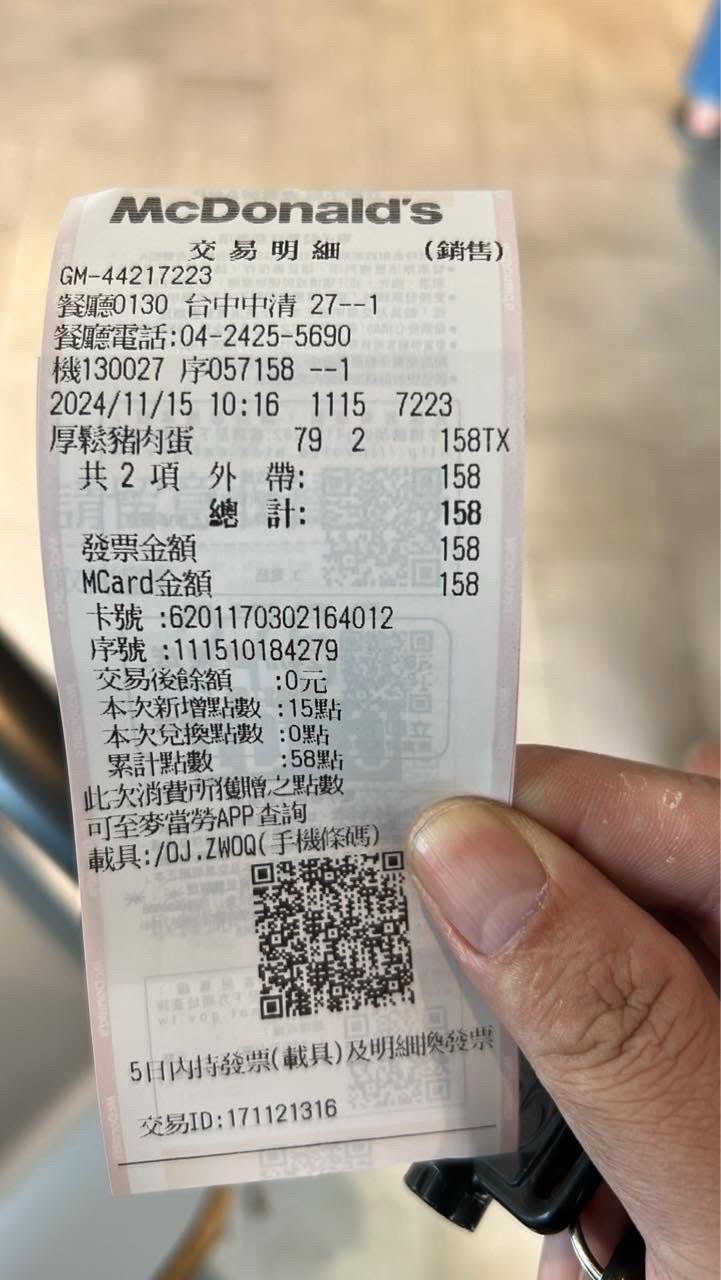 McDonald's
交易明細 (銷售)
GM-44217223
餐廳0130 台中中清 27--1
餐廳電話:04-2425-5690
機130027 序057158 --1
2024/11/15 10:16 1115 7223
厚鬆豬肉蛋 79 2 158TX
共 2 項 外 帶: 158
總 計: 158
發票金額 158
MCard金額 158
卡號 :6201170302164012
序號 :111510184279
交易後餘額 :0元
本次新增點數 :15點
本次兌換點數 :0點
累計點數 :58點
此次消費所獲贈之點數
可至麥當勞APP查詢
載具:/OJ.ZWOQ(手機條碼)
5日內持發票(載具)及明細換發票
交易ID:171121316